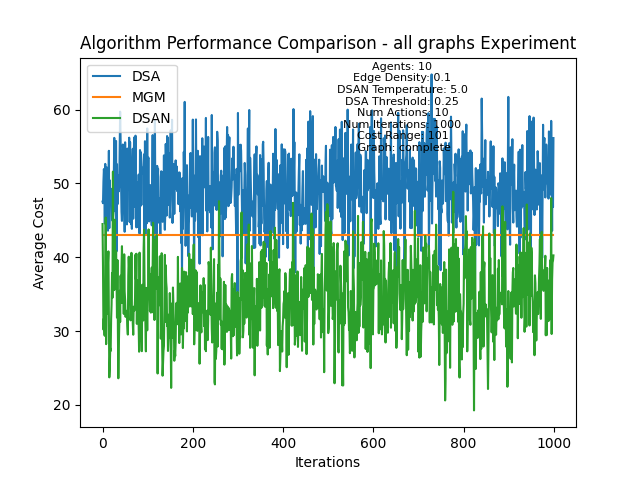 Algorithm Performance Comparison - all graphs Experiment
DSA
MGM
DSAN
Agents: 10
Edge Density: 0.1
DSAN Temperature: 5.0
DSA Threshold: 0.25
Num Actions: 10
Num Iterations: 1000
Cost Range: 101
Graph: complete
Average Cost
60
50
40
30
20
0
200
400
600
800
1000
Iterations